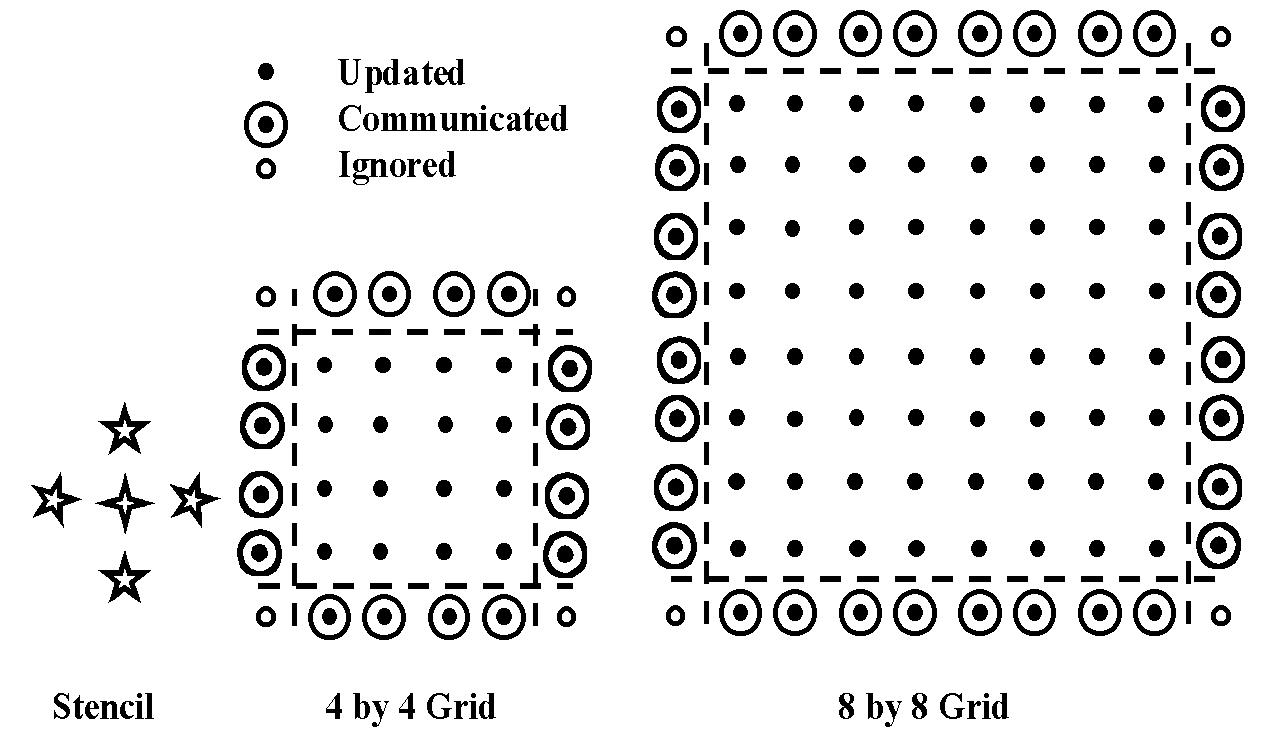 Updated
Communicated
Ignored
Stencil
4 by 4 Grid
8 by 8 Grid